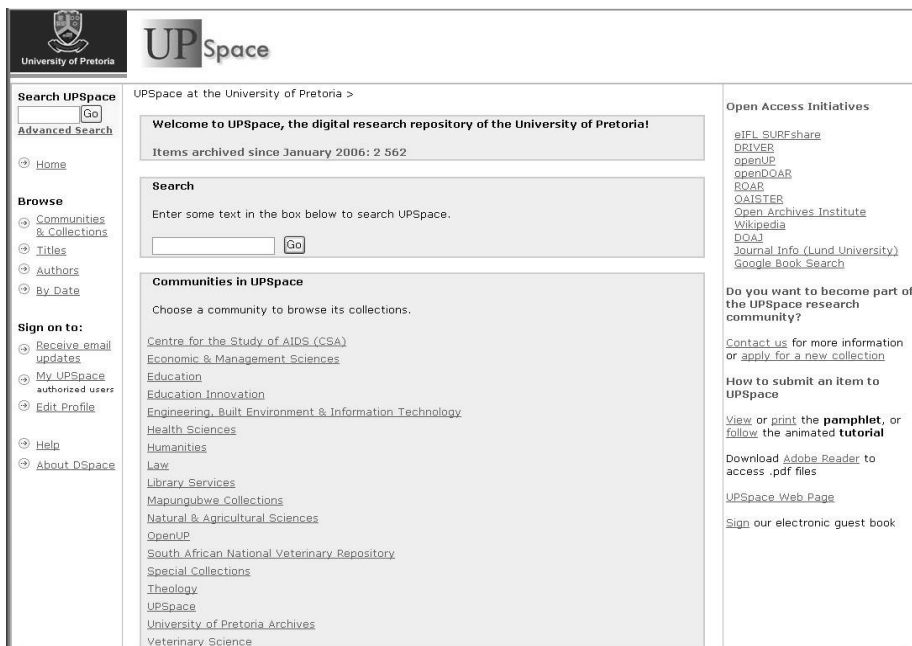 University of Pretoria
UPSpace
Search UPSpace
Go
Advanced Search
Home
Browse
Communities
& Collections
Titles
Authors
By Date
Sign on to:
Receive email
updates
My UPSpace
authorized users
Edit Profile
Help
About DSpace
UPSpace at the University of Pretoria >
Welcome to UPSpace, the digital research repository of the University of Pretoria!
Items archived since January 2006: 2 562
Search
Enter some text in the box below to search UPSpace.
Go
Communities in UPSpace
Choose a community to browse its collections.
Centre for the Study of AIDS (CSA)
Economic & Management Sciences
Education
Education Innovation
Engineering, Built Environment & Information Technology
Health Sciences
Humanities
Law
Library Services
Mapungubwe Collections
Natural & Agricultural Sciences
OpenUP
South African National Veterinary Repository
Special Collections
Theology
UPSpace
University of Pretoria Archives
Veterinary Science
Open Access Initiatives
eIFL SURFshare
DRIVER
openUP
openDOAR
ROAR
OAISTER
Open Archives Institute
Wikipedia
DOAJ
Journal Info (Lund University)
Google Book Search
Do you want to become part of
the UPSpace research
community?
Contact us for more information
or apply for a new collection
How to submit an item to
UPSpace
View or print the pamphlet, or
follow the animated tutorial
Download Adobe Reader to
access .pdf files
UPSpace Web Page
Sign our electronic guest book